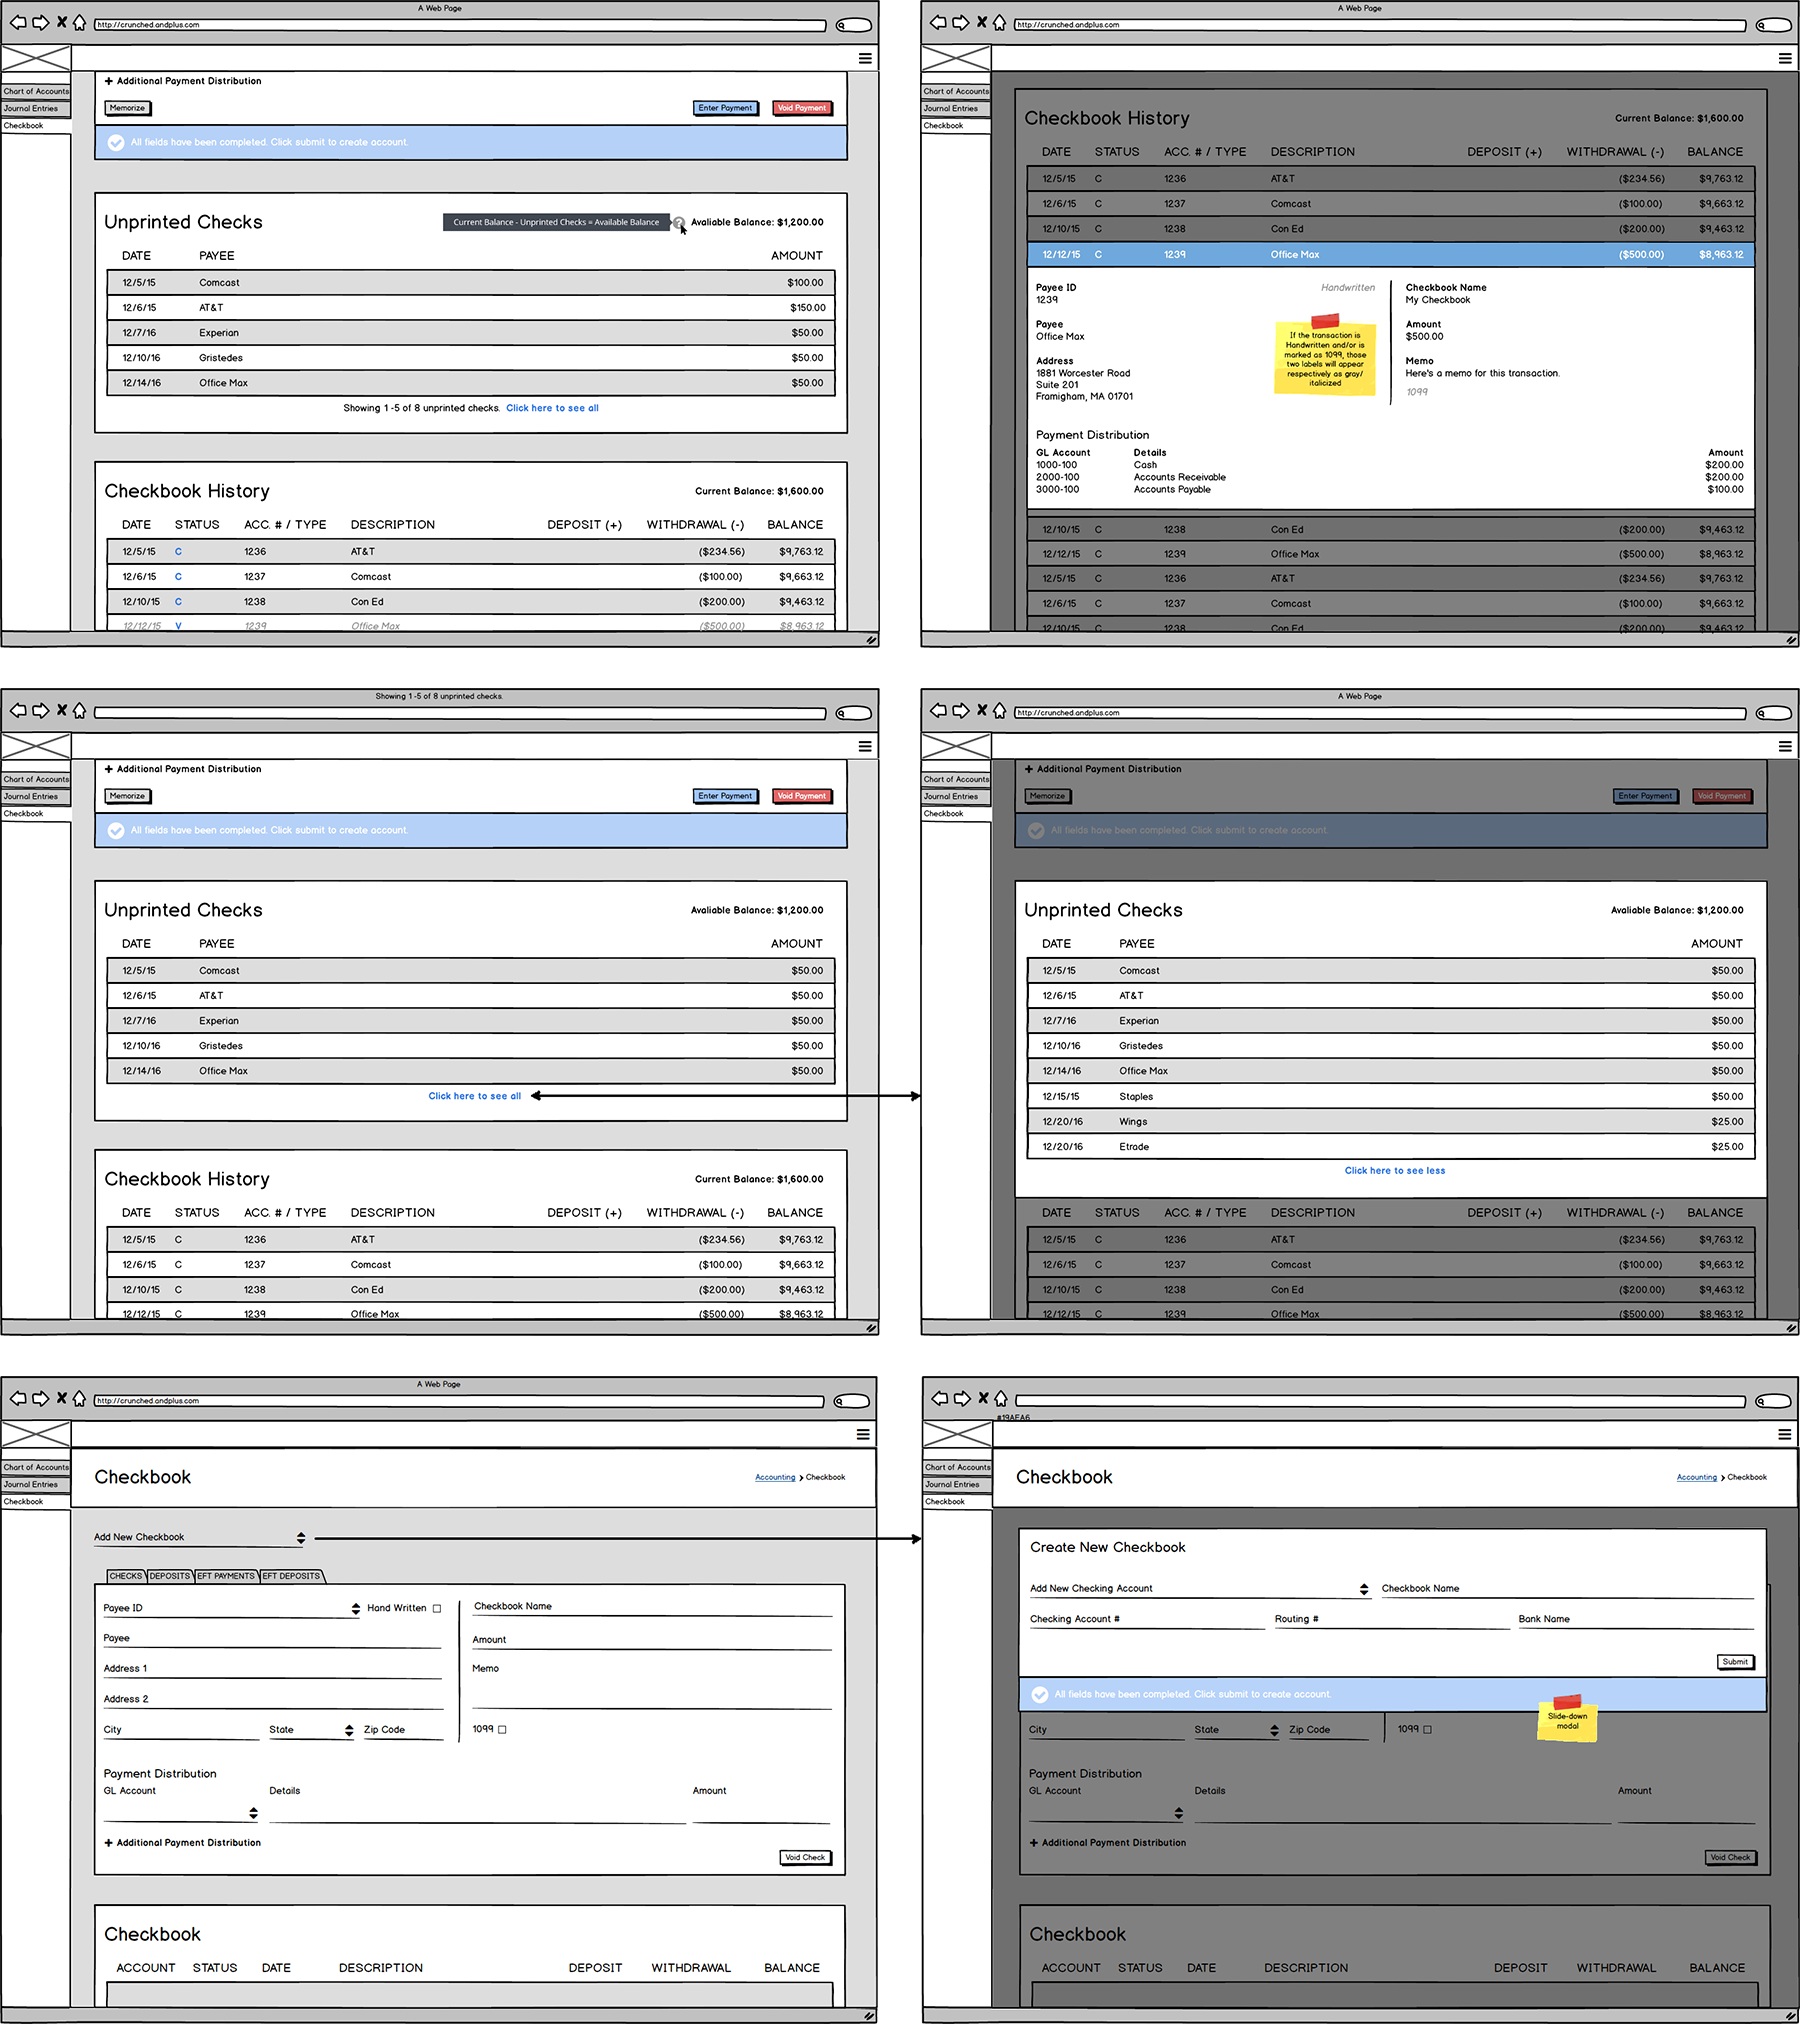 A Web Page
http://crunched.andplus.com
Chart of Accounts
Journal Entries
Checkbook
+ Additional Payment Distribution
Memorize Enter Payment Void Payment
All fields have been completed. Click submit to create account.
Unprinted Checks Current Balance - Unprinted Checks = Available Balance ? Avaliable Balance: $1,200.00
DATE PAYEE AMOUNT
12/5/15 Comcast $100.00
12/6/15 AT&T $150.00
12/7/16 Experian $50.00
12/10/16 Gristedes $50.00
12/14/16 Office Max $50.00
Showing 1 -5 of 8 unprinted checks. Click here to see all
Checkbook History Current Balance: $1,600.00
DATE STATUS ACC. # / TYPE DESCRIPTION DEPOSIT (+) WITHDRAWAL (-) BALANCE
12/5/15 C 1236 AT&T ($234.56) $9,763.12
12/6/15 C 1237 Comcast ($100.00) $9,663.12
12/10/15 C 1238 Con Ed ($200.00) $9,463.12
12/12/15 V 1239 Office Max ($500.00) $8,963.12
A Web Page
http://crunched.andplus.com
Chart of Accounts
Journal Entries
Checkbook
Checkbook History Current Balance: $1,600.00
DATE STATUS ACC. # / TYPE DESCRIPTION DEPOSIT (+) WITHDRAWAL (-) BALANCE
12/5/15 C 1236 AT&T ($234.56) $9,763.12
12/6/15 C 1237 Comcast ($100.00) $9,663.12
12/10/15 C 1238 Con Ed ($200.00) $9,463.12
12/12/15 C 1239 Office Max ($500.00) $8,963.12
Payee ID
1239
Handwritten
Payee
Office Max
Address
1881 Worcester Road
Suite 201
Framigham, MA 01701
If the transaction is
Handwritten and/or is
marked as 1099, those
two labels will appear
respectively as gray/
italicized
Checkbook Name
My Checkbook
Amount
$500.00
Memo
Here's a memo for this transaction.
1099
Payment Distribution
GL Account Details Amount
1000-100 Cash $200.00
2000-100 Accounts Receivable $200.00
3000-100 Accounts Payable $100.00
12/10/15 C 1238 Con Ed ($200.00) $9,463.12
12/12/15 C 1239 Office Max ($500.00) $8,963.12
12/5/15 C 1236 AT&T ($234.56) $9,763.12
12/6/15 C 1237 Comcast ($100.00) $9,663.12
12/10/15 C 1238 Con Ed ($200.00) $9,463.12
Showing 1 -5 of 8 unprinted checks.
Chart of Accounts
Journal Entries
Checkbook
+ Additional Payment Distribution
Memorize Enter Payment Void Payment
All fields have been completed. Click submit to create account.
Unprinted Checks Avaliable Balance: $1,200.00
DATE PAYEE AMOUNT
12/5/15 Comcast $50.00
12/6/15 AT&T $50.00
12/7/16 Experian $50.00
12/10/16 Gristedes $50.00
12/14/16 Office Max $50.00
Click here to see all
Checkbook History Current Balance: $1,600.00
DATE STATUS ACC. # / TYPE DESCRIPTION DEPOSIT (+) WITHDRAWAL (-) BALANCE
12/5/15 C 1236 AT&T ($234.56) $9,763.12
12/6/15 C 1237 Comcast ($100.00) $9,663.12
12/10/15 C 1238 Con Ed ($200.00) $9,463.12
12/12/15 C 1239 Office Max ($500.00) $8,963.12
A Web Page
http://crunched.andplus.com
Chart of Accounts
Journal Entries
Checkbook
+ Additional Payment Distribution
Memorize Enter Payment Void Payment
All fields have been completed. Click submit to create account.
Unprinted Checks Avaliable Balance: $1,200.00
DATE PAYEE AMOUNT
12/5/15 Comcast $50.00
12/6/15 AT&T $50.00
12/7/16 Experian $50.00
12/10/16 Gristedes $50.00
12/14/16 Office Max $50.00
12/15/15 Staples $50.00
12/20/16 Wings $25.00
12/20/16 Etrade $25.00
Click here to see less
DATE STATUS ACC. # / TYPE DESCRIPTION DEPOSIT (+) WITHDRAWAL (-) BALANCE
12/5/15 C 1236 AT&T ($234.56) $9,763.12
12/6/15 C 1237 Comcast ($100.00) $9,663.12
12/10/15 C 1238 Con Ed ($200.00) $9,463.12
12/12/15 C 1239 Office Max ($500.00) $8,963.12
A Web Page
http://crunched.andplus.com
Chart of Accounts
Journal Entries
Checkbook
Checkbook Accounting > Checkbook
Add New Checkbook
CHECKS DEPOSITS EFT PAYMENTS EFT DEPOSITS
Payee ID Hand Written Checkbook Name
Payee Amount
Address 1 Memo
Address 2
City State Zip Code 1099
Payment Distribution
GL Account Details Amount
+ Additional Payment Distribution
Void Check
Checkbook
ACCOUNT STATUS DATE DESCRIPTION DEPOSIT WITHDRAWAL BALANCE
#19AEA6
Chart of Accounts
Journal Entries
Checkbook
Checkbook Accounting > Checkbook
Create New Checkbook
Add New Checking Account Checkbook Name
Checking Account # Routing # Bank Name
Submit
All fields have been completed. Click submit to create account.
Slide-down
modal
City State Zip Code 1099
Payment Distribution
GL Account Details Amount
+ Additional Payment Distribution
Void Check
Checkbook
ACCOUNT STATUS DATE DESCRIPTION DEPOSIT WITHDRAWAL BALANCE